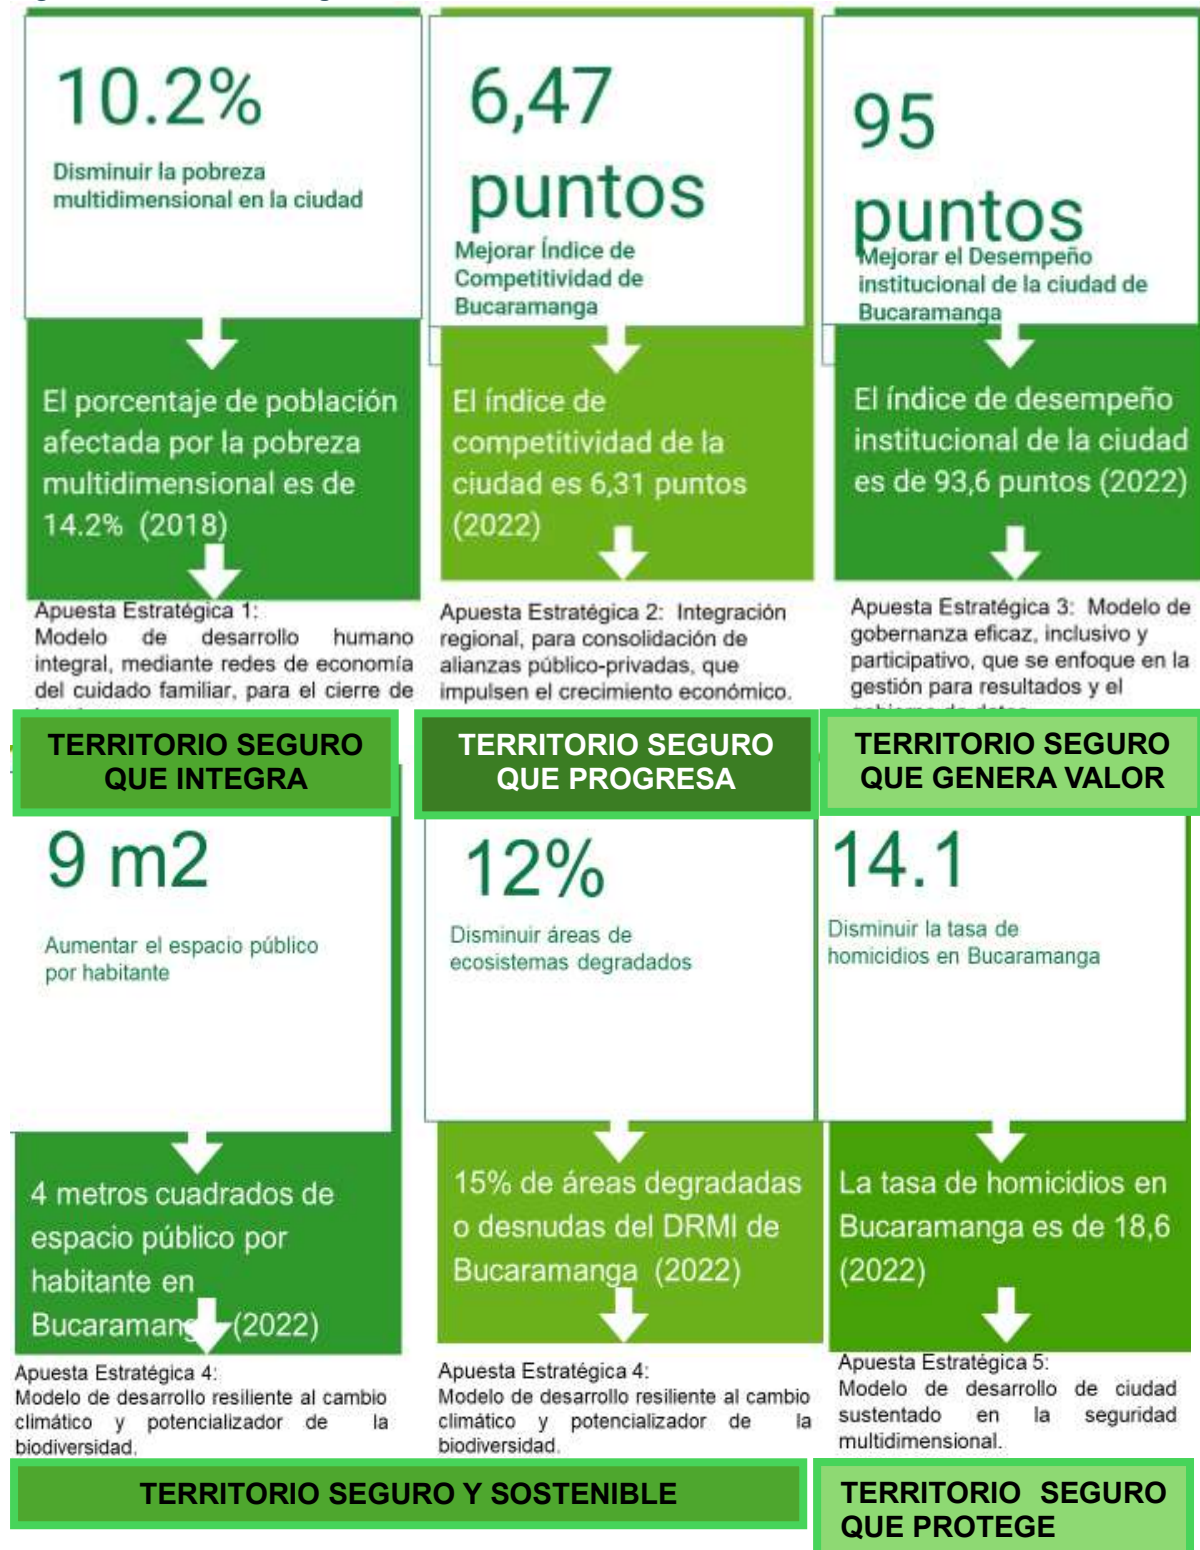 10.2%
Disminuir la pobreza
multidimensional en la ciudad
El porcentaje de población
afectada por la pobreza
multidimensional es de
14.2% (2018)
Apuesta Estratégica 1:
Modelo de desarrollo humano
integral, mediante redes de economía
del cuidado familiar, para el cierre de
TERRITORIO SEGURO
QUE INTEGRA
6,47
puntos
Mejorar Índice de
Competitividad de
Bucaramanga
El índice de
competitividad de la
ciudad es 6,31 puntos
(2022)
Apuesta Estratégica 2: Integración
regional, para consolidación de
alianzas público-privadas, que
impulsen el crecimiento económico.
TERRITORIO SEGURO
QUE PROGRESA
95
puntos
Mejorar el Desempeño
institucional de la ciudad de
Bucaramanga
El índice de desempeño
institucional de la ciudad
es de 93,6 puntos (2022)
Apuesta Estratégica 3: Modelo de
gobernanza eficaz, inclusivo y
participativo, que se enfoque en la
gestión para resultados y el
TERRITORIO SEGURO
QUE GENERA VALOR
9 m2
Aumentar el espacio público
por habitante
4 metros cuadrados de
espacio público por
habitante en
(2022)
Apuesta Estratégica 4:
Modelo de desarrollo resiliente al cambio
climático y potencializador de la
biodiversidad.
12%
Disminuir áreas de
ecosistemas degradados
15% de áreas degradadas
o desnudas del DRMI de
Bucaramanga (2022)
Apuesta Estratégica 4:
Modelo de desarrollo resiliente al cambio
climático y potencializador de la
biodiversidad.
TERRITORIO SEGURO Y SOSTENIBLE
14.1
Disminuir la tasa de
homicidios en Bucaramanga
La tasa de homicidios en
Bucaramanga es de 18,6
(2022)
Apuesta Estratégica 5:
Modelo de desarrollo de ciudad
sustentado en la seguridad
multidimensional.
TERRITORIO SEGURO
QUE PROTEGE